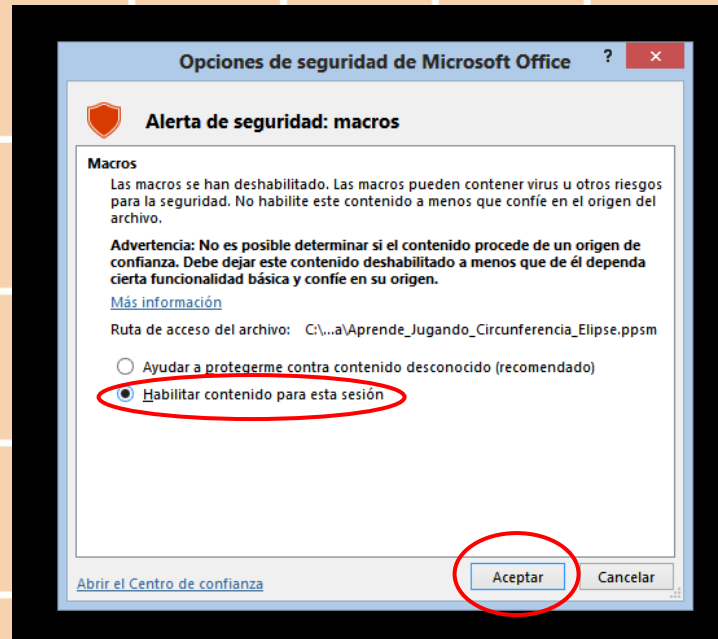 Opciones de seguridad de Microsoft Office ? ×
Alerta de seguridad: macros
Macros
Las macros se han deshabilitado. Las macros pueden contener virus u otros riesgos
para la seguridad. No habilite este contenido a menos que confíe en el origen del
archivo.
Advertencia: No es posible determinar si el contenido procede de un origen de
confianza. Debe dejar este contenido deshabilitado a menos que de él dependa
cierta funcionalidad básica y confíe en su origen.
Más información
Ruta de acceso del archivo: C:\...a\Aprende_Jugando_Circunferencia_Elipse.ppsm
Ayudar a protegerme contra contenido desconocido (recomendado)
Habilitar contenido para esta sesión
Abrir el Centro de confianza Aceptar Cancelar